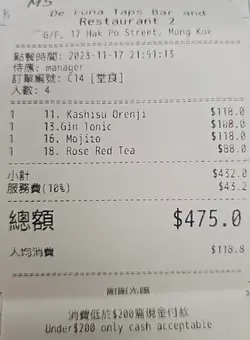 M5
De Luna Taps Bar and
Restaurant 2
G/F, 17 Hak Po Street, Mong Kok
點餐時間: 2023-11-17 21:51:13
侍應: manager
訂單編號: C14 [堂食]
人數: 4
1 11. Kashisu Orenji $118.0
1 13.Gin Tonic $108.0
1 16. Mojito $118.0
1 18. Rose Red Tea $88.0
小計 $432.0
服務費(10%) $43.2
總額 $475.0
人均消費 $118.8
謝謝光臨
消費低於$200需現金付款
Under$200 only cash acceptable